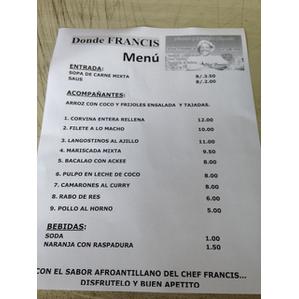 Donde FRANCIS
Menú
ENTRADA:
SOPA DE CARNE MIXTA B/.3.50
SAUS B/.2.00
ACOMPAÑANTES:
ARROZ CON COCO Y FRIJOLES ENSALADA Y TAJADAS.
1. CORVINA ENTERA RELLENA 12.00
2. FILETE A LO MACHO 10.00
3. LANGOSTINOS AL AJILLO 11.00
4. MARISCADA MIXTA 9.50
5. BACALAO CON ACKEE 8.00
6. PULPO EN LECHE DE COCO 8.00
7. CAMARONES AL CURRY 8.00
8. RABO DE RES 6.00
9. POLLO AL HORNO 5.00
BEBIDAS:
SODA 1.00
NARANJA CON RASPADURA 1.50
CON EL SABOR AFROANTILLANO DEL CHEF FRANCIS...
DISFRUTELO Y BUEN APETITO